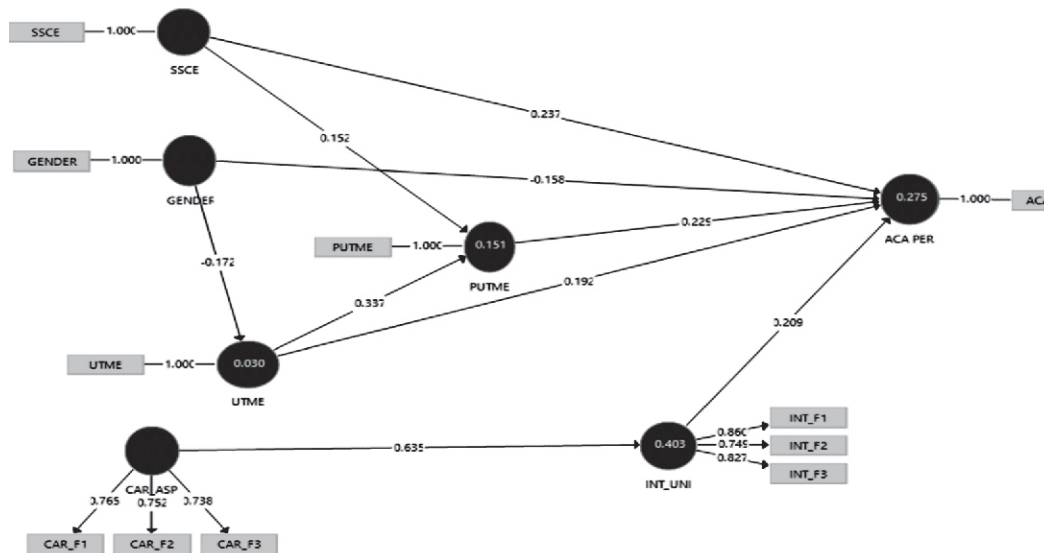 SSCE
1.000
SSCE
0.237
0.152
GENDER
1.000
GENDER
-0.158
0.275
1.000
ACA
ACA PER
PUTME
1.000
0.151
PUTME
0.229
-0.172
0.337
0.192
0.209
UTME
1.000
0.030
UTME
INT_F1
0.860
CAR_ASP
0.635
0.403
INT_UNI
0.749
INT_F2
0.827
INT_F3
0.765
0.752
0.738
CAR_F1
CAR_F2
CAR_F3